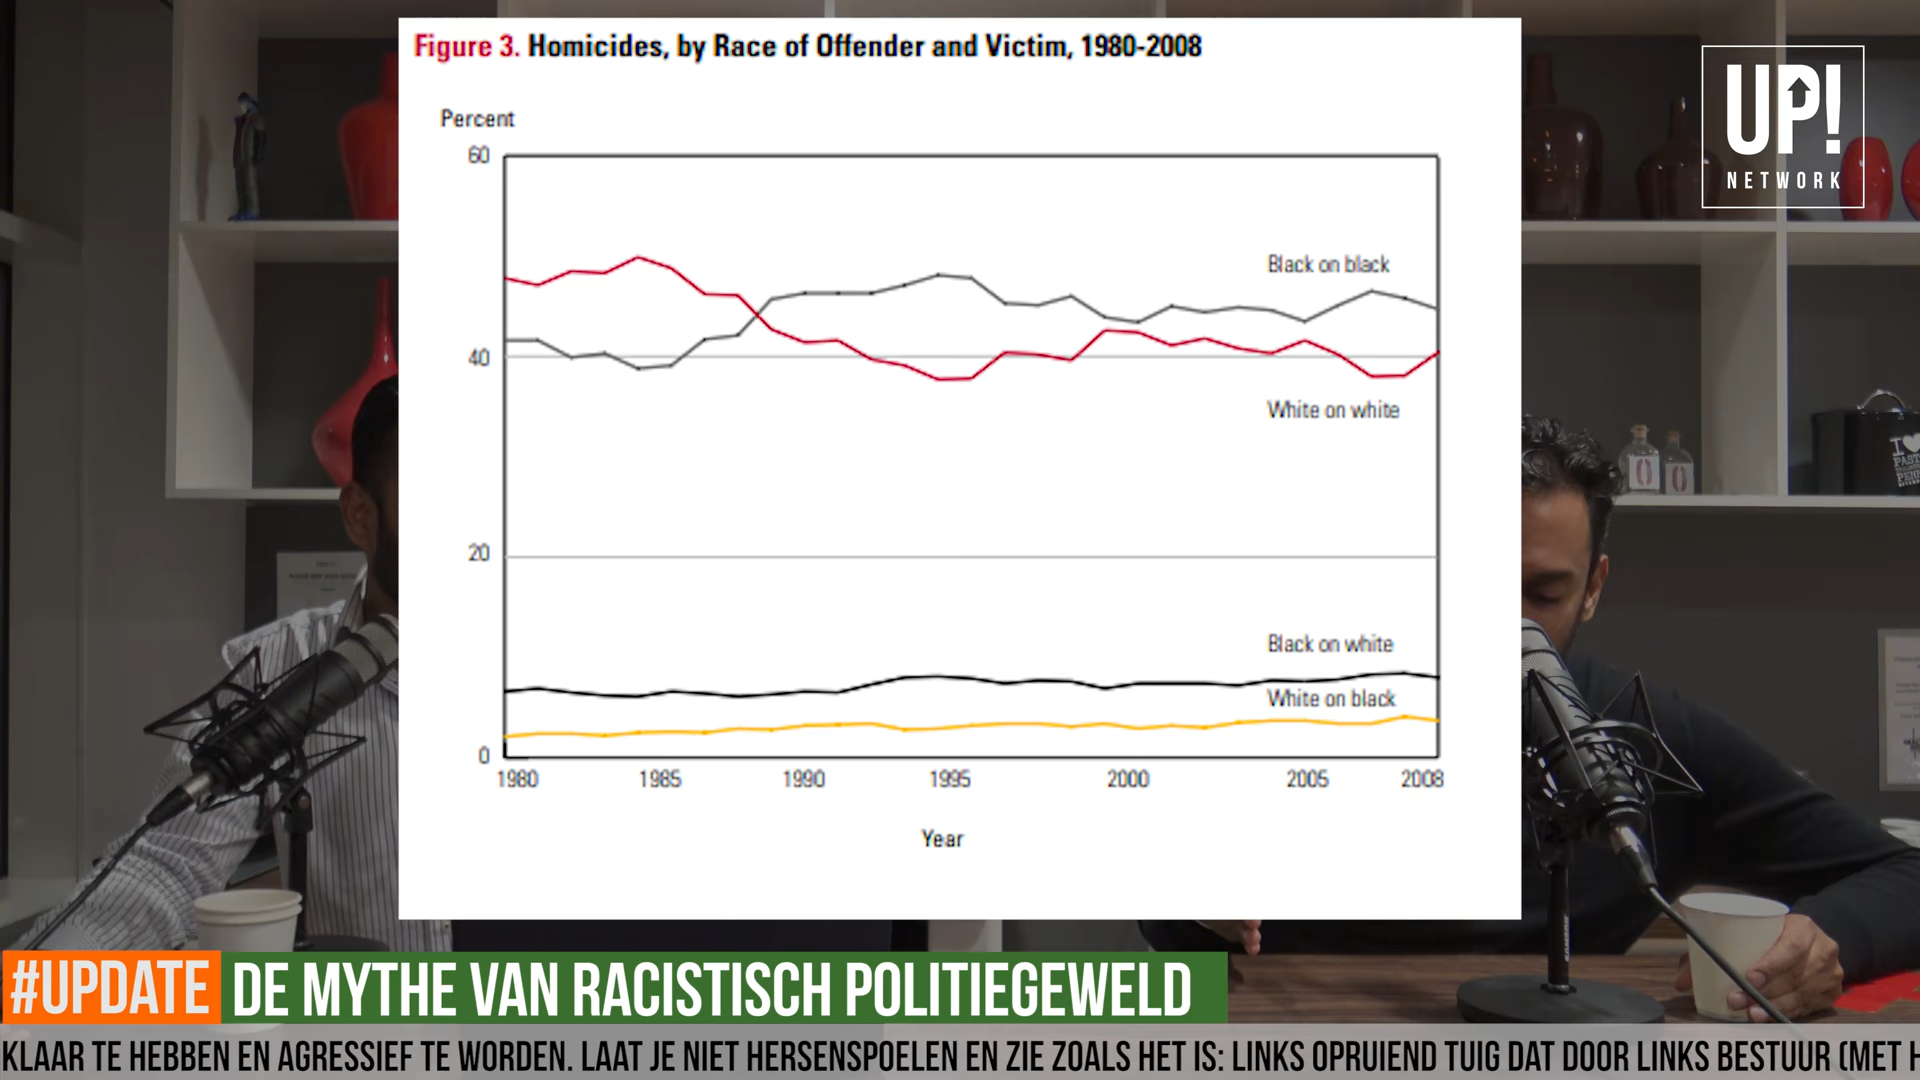 Figure 3. Homicides, by Race of Offender and Victim, 1980-2008
UP!
NETWORK
Percent
60
Black on black
40
White on white
20
Black on white
White on black
0
1980 1985 1990 1995 2000 2005 2008
Year
I
PAST
PENN
#UPDATE DE MYTHE VAN RACISTISCH POLITIEGEWELD
KLAAR TE HEBBEN EN AGRESSIEF TE WORDEN. LAAT JE NIET HERSENSPOELEN EN ZIE ZOALS HET IS: LINKS OPRUIEND TUIG DAT DOOR LINKS BESTUUR (MET H